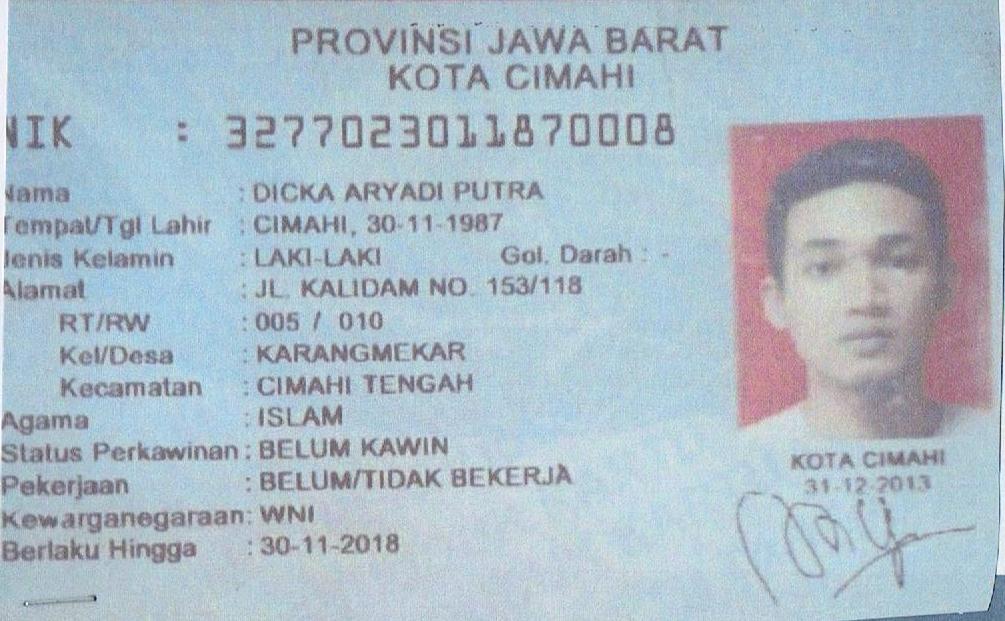 PROVINSI JAWA BARAT
KOTA CIMAHI
NIK : 3277023011870008
Nama : DICKA ARYADI PUTRA
Tempat/Tgl Lahir : CIMAHI, 30-11-1987
Jenis Kelamin : LAKI-LAKI Gol. Darah : -
Alamat : JL. KALIDAM NO. 153/118
RT/RW : 005 / 010
Kel/Desa : KARANGMEKAR
Kecamatan : CIMAHI TENGAH
Agama : ISLAM
Status Perkawinan : BELUM KAWIN
Pekerjaan : BELUM/TIDAK BEKERJA
Kewarganegaraan : WNI
Berlaku Hingga : 30-11-2018
KOTA CIMAHI
31-12-2013